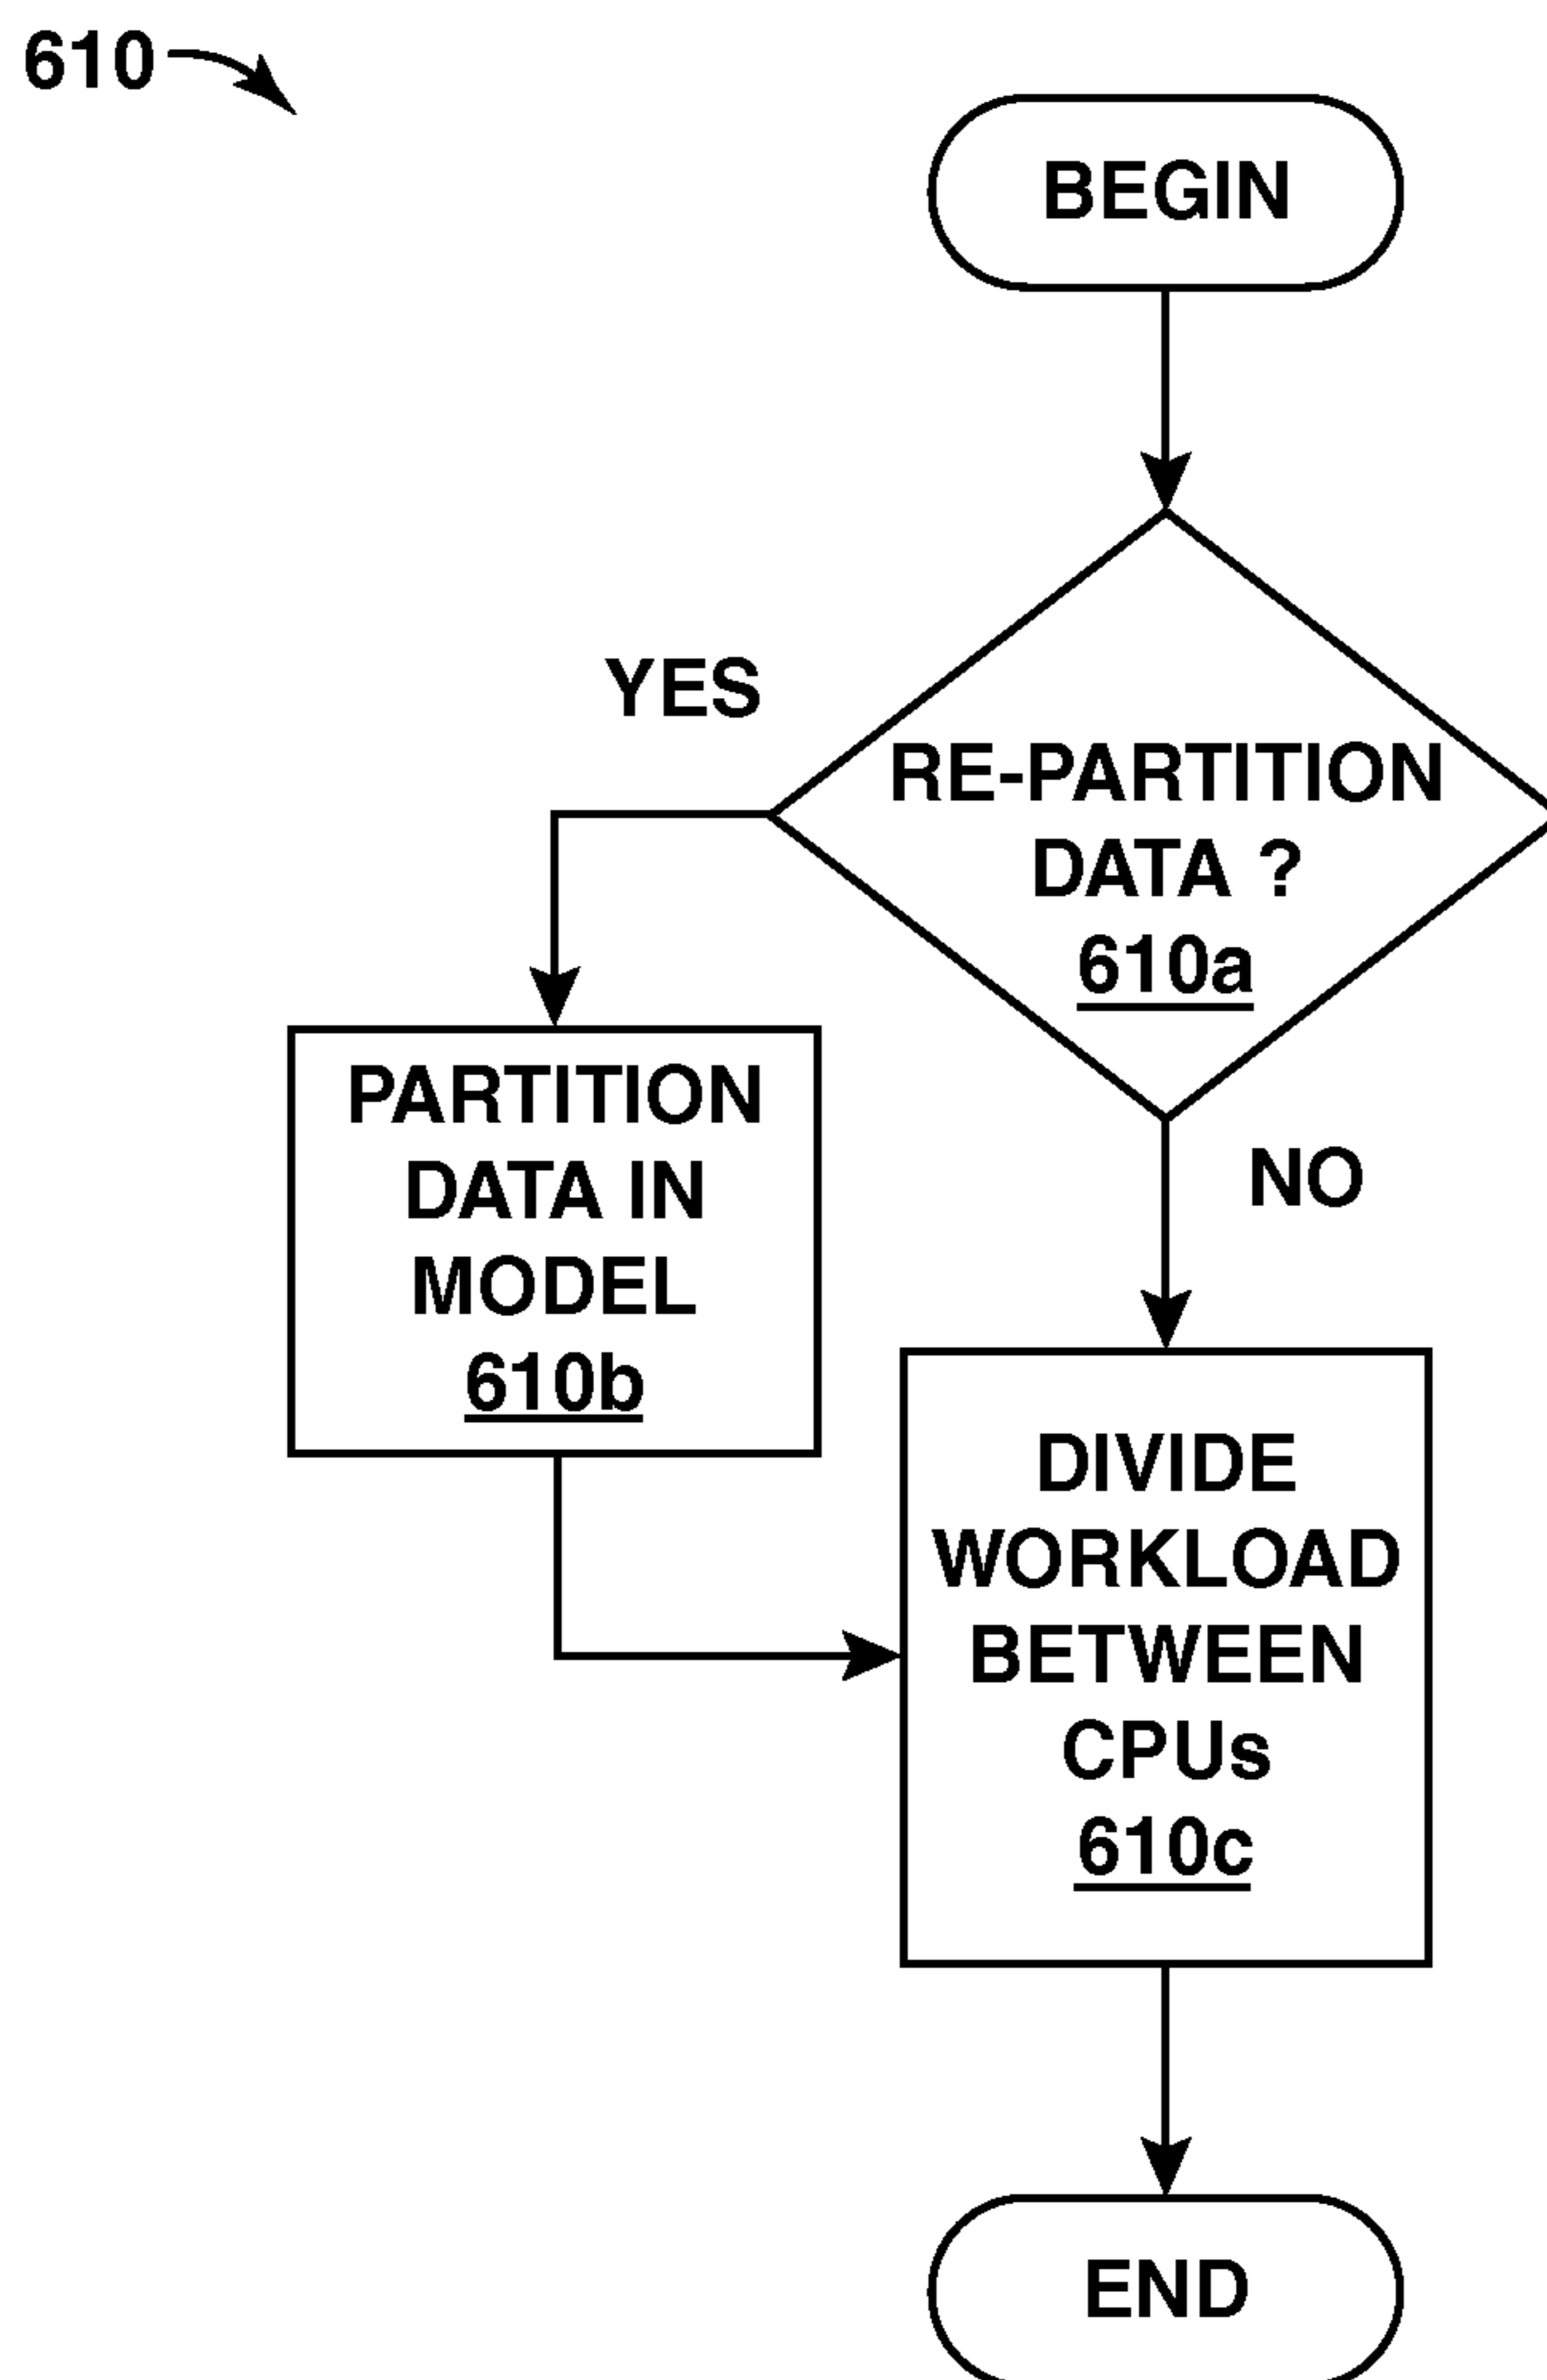 610
BEGIN
YES
RE-PARTITION
DATA ?
610a
PARTITION
DATA IN
MODEL
610b
NO
DIVIDE
WORKLOAD
BETWEEN
CPUs
610c
END